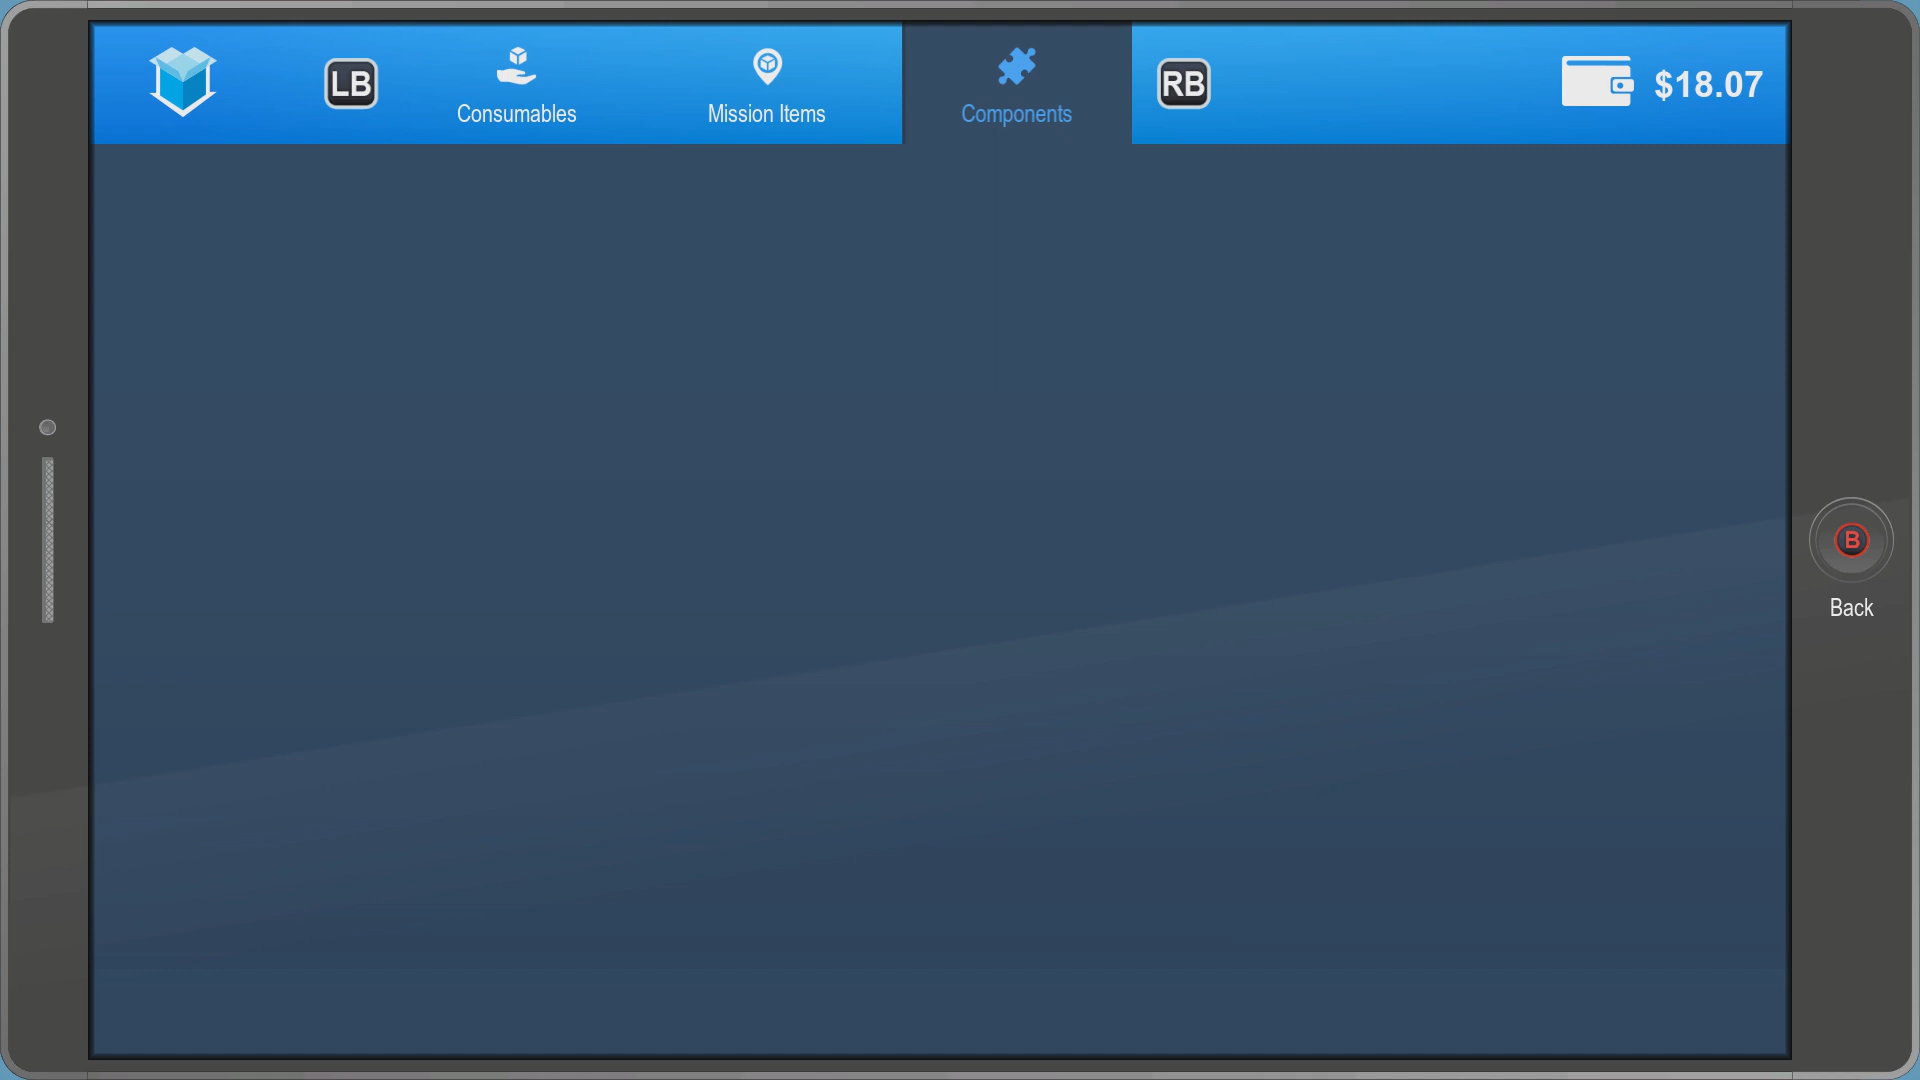 LB
Consumables
Mission Items
Components
RB
$18.07
B
Back